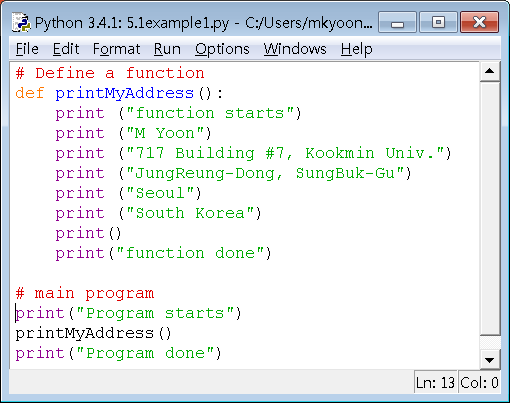 Python 3.4.1: 5.1example1.py - C:/Users/mkyoon...
File Edit Format Run Options Windows Help
# Define a function
def printMyAddress():
    print ("function starts")
    print ("M Yoon")
    print ("717 Building #7, Kookmin Univ.")
    print ("JungReung-Dong, SungBuk-Gu")
    print ("Seoul")
    print ("South Korea")
    print()
    print("function done")
# main program
print("Program starts")
printMyAddress()
print("Program done")
Ln: 13 Col: 0